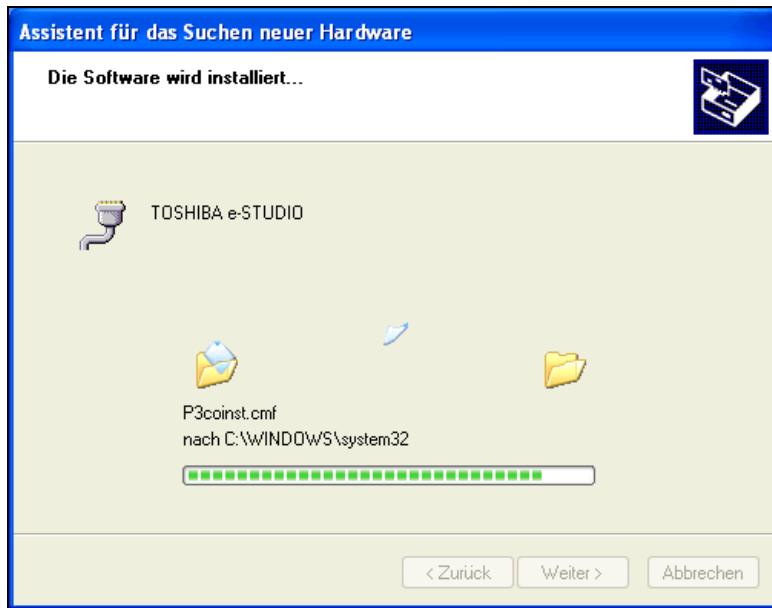 Assistent für das Suchen neuer Hardware
Die Software wird installiert...
TOSHIBA e-STUDIO
P3coinst.cmf
nach C:\WINDOWS\system32
< Zurück Weiter > Abbrechen